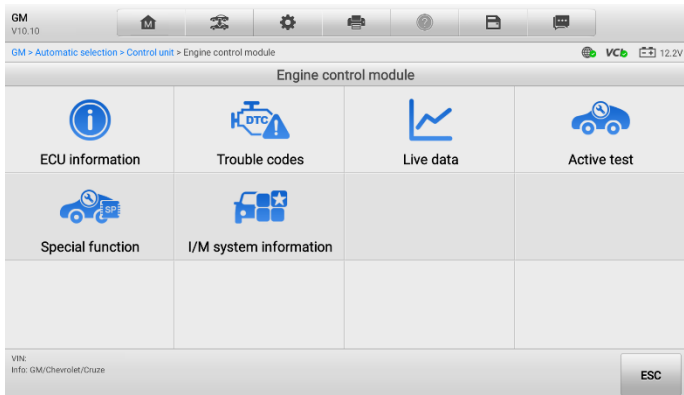 GM
V10.10
M
GM > Automatic selection > Control unit > Engine control module
VCI 12.2V
Engine control module
DTC
ECU information
Trouble codes
Live data
Active test
SP
Special function
I/M system information
VIN:
Info: GM/Chevrolet/Cruze
ESC